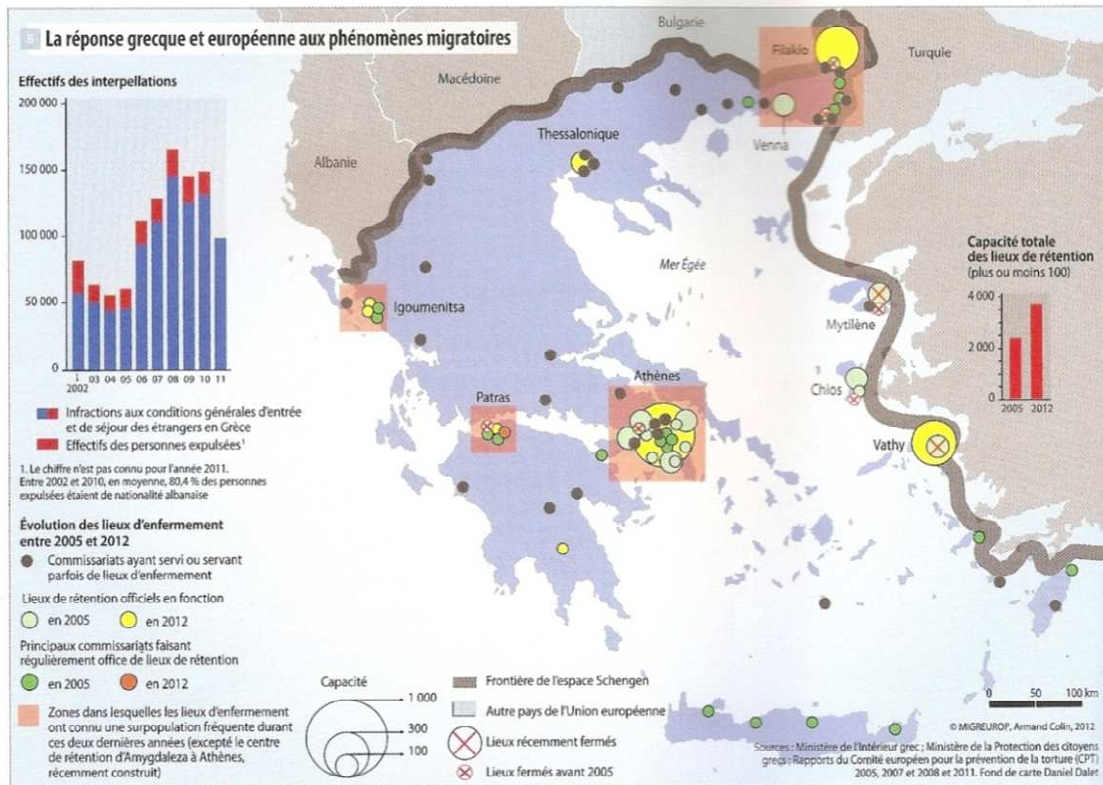 B La réponse grecque et européenne aux phénomènes migratoires
Effectifs des interpellations
200 000
150 000
100 000
50 000
0
2002
03
04
05
06
07
08
09
10
11
Infractions aux conditions générales d'entrée
et de séjour des étrangers en Grèce
Effectifs des personnes expulsées¹
1. Le chiffre n'est pas connu pour l'année 2011.
Entre 2002 et 2010, en moyenne, 80,4 % des personnes
expulsées étaient de nationalité albanaise
Évolution des lieux d'enfermement
entre 2005 et 2012
Commissariats ayant servi ou servant
parfois de lieux d'enfermement
Lieux de rétention officiels en fonction
en 2005
en 2012
Principaux commissariats faisant
régulièrement office de lieux de rétention
en 2005
en 2012
Zones dans lesquelles les lieux d'enfermement
ont connu une surpopulation fréquente durant
ces deux dernières années (excepté le centre
de rétention d'Amygdaleza à Athènes,
récemment construit)
Capacité
1 000
300
100
Frontière de l'espace Schengen
Autre pays de l'Union européenne
Lieux récemment fermés
Lieux fermés avant 2005
Bulgarie
Macédoine
Albanie
Turquie
Filakio
Venna
Thessalonique
Mer Égée
Igoumenitsa
Patras
Athènes
Mytilène
Chios
Vathy
Capacité totale
des lieux de rétention
(plus ou moins 100)
4 000
2 000
0
2005
2012
0
50
100 km
© MIGREUROP, Armand Colin, 2012
Sources : Ministère de l'Intérieur grec ; Ministère de la Protection des citoyens
grecs ; Rapports du Comité européen pour la prévention de la torture (CPT)
2005, 2007 et 2008 et 2011. Fond de carte Daniel Dalet